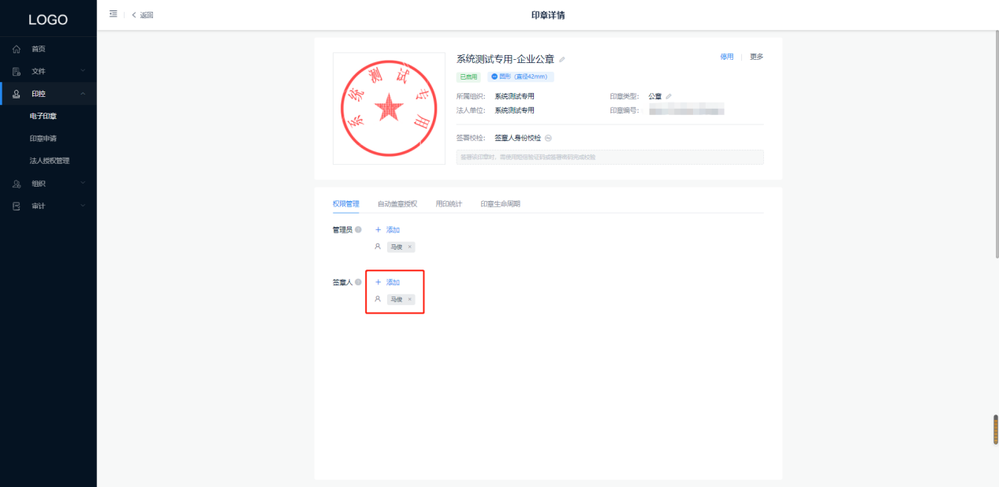 LOGO
返回
印章详情
首页
文件
印控
电子印章
印章申请
法人授权管理
组织
审计
系统测试专用
系统测试专用-企业公章
停用
更多
已启用
圆形（直径42mm）
所属组织： 系统测试专用
印章类型： 公章
法人单位： 系统测试专用
印章编号：
签署校检： 签章人身份校检
签署该印章时，需使用短信验证码或签署密码完成校验
权限管理 自动盖章授权 用印统计 印章生命周期
管理员 + 添加
马俊 ×
签章人 + 添加
马俊 ×